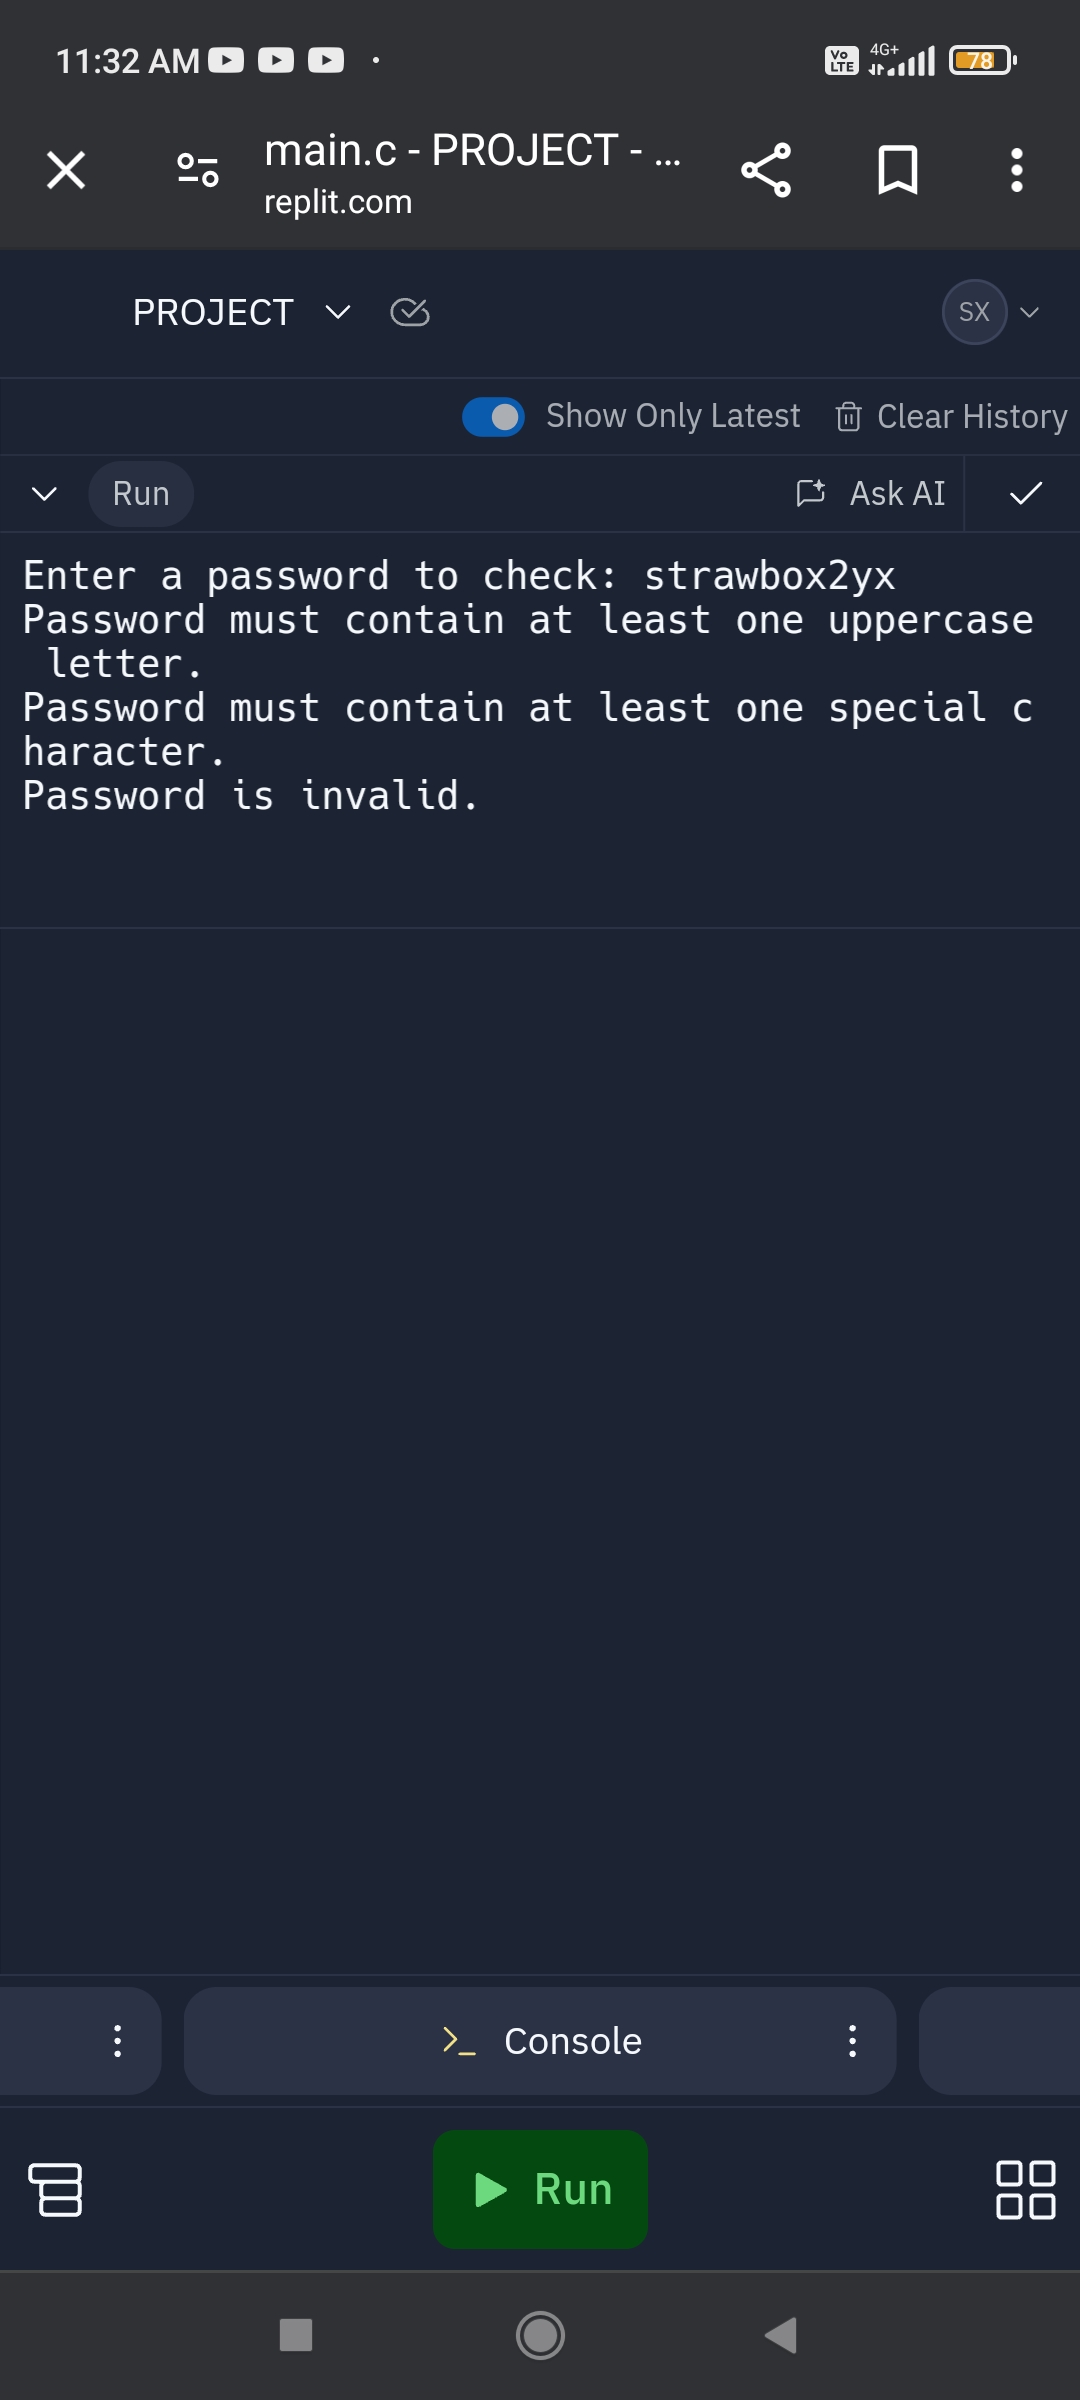 11:32 AM
Vo LTE 4G+ 78
main.c - PROJECT - ...
replit.com
PROJECT
SX
Show Only Latest Clear History
Run Ask AI
Enter a password to check: strawbox2yx
Password must contain at least one uppercase
letter.
Password must contain at least one special c
haracter.
Password is invalid.
Console
Run